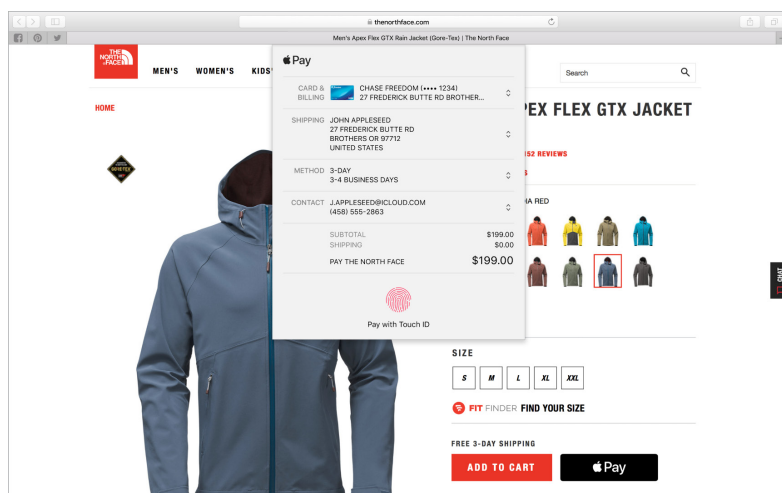 thenorthface.com
Men's Apex Flex GTX Rain Jacket (Gore-Tex) | The North Face
THE
NORTH
FACE
MEN'S WOMEN'S KIDS'
Search
HOME
PEX FLEX GTX JACKET
152 REVIEWS
GORE-TEX
Pay
CARD &
BILLING
CHASE FREEDOM (•••• 1234)
27 FREDERICK BUTTE RD BROTHER...
SHIPPING
JOHN APPLESEED
27 FREDERICK BUTTE RD
BROTHERS OR 97712
UNITED STATES
METHOD
3-DAY
3-4 BUSINESS DAYS
CONTACT
J.APPLESEED@ICLOUD.COM
(458) 555-2863
SUBTOTAL $199.00
SHIPPING $0.00
PAY THE NORTH FACE $199.00
Pay with Touch ID
RED
CHAT
SIZE
S M L XL XXL
FIT FINDER FIND YOUR SIZE
FREE 3-DAY SHIPPING
ADD TO CART
Pay